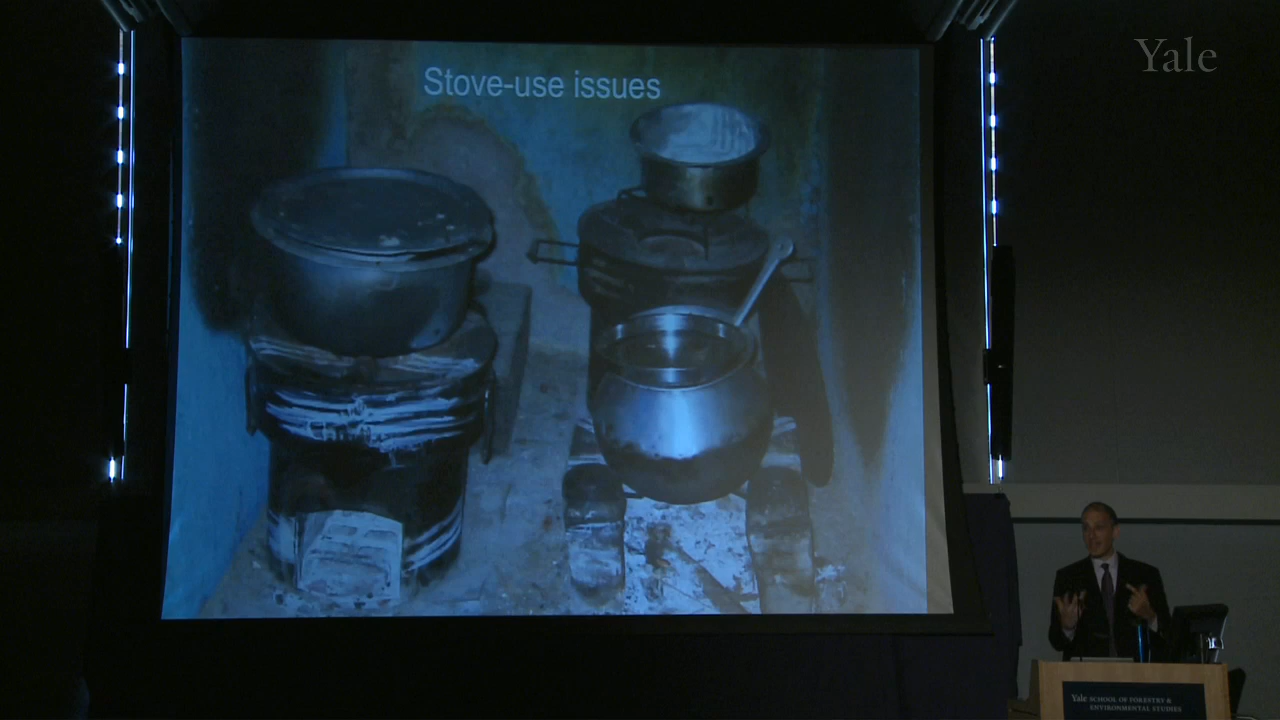 Yale
Stove-use issues
Yale SCHOOL OF FORESTRY &
ENVIRONMENTAL STUDIES